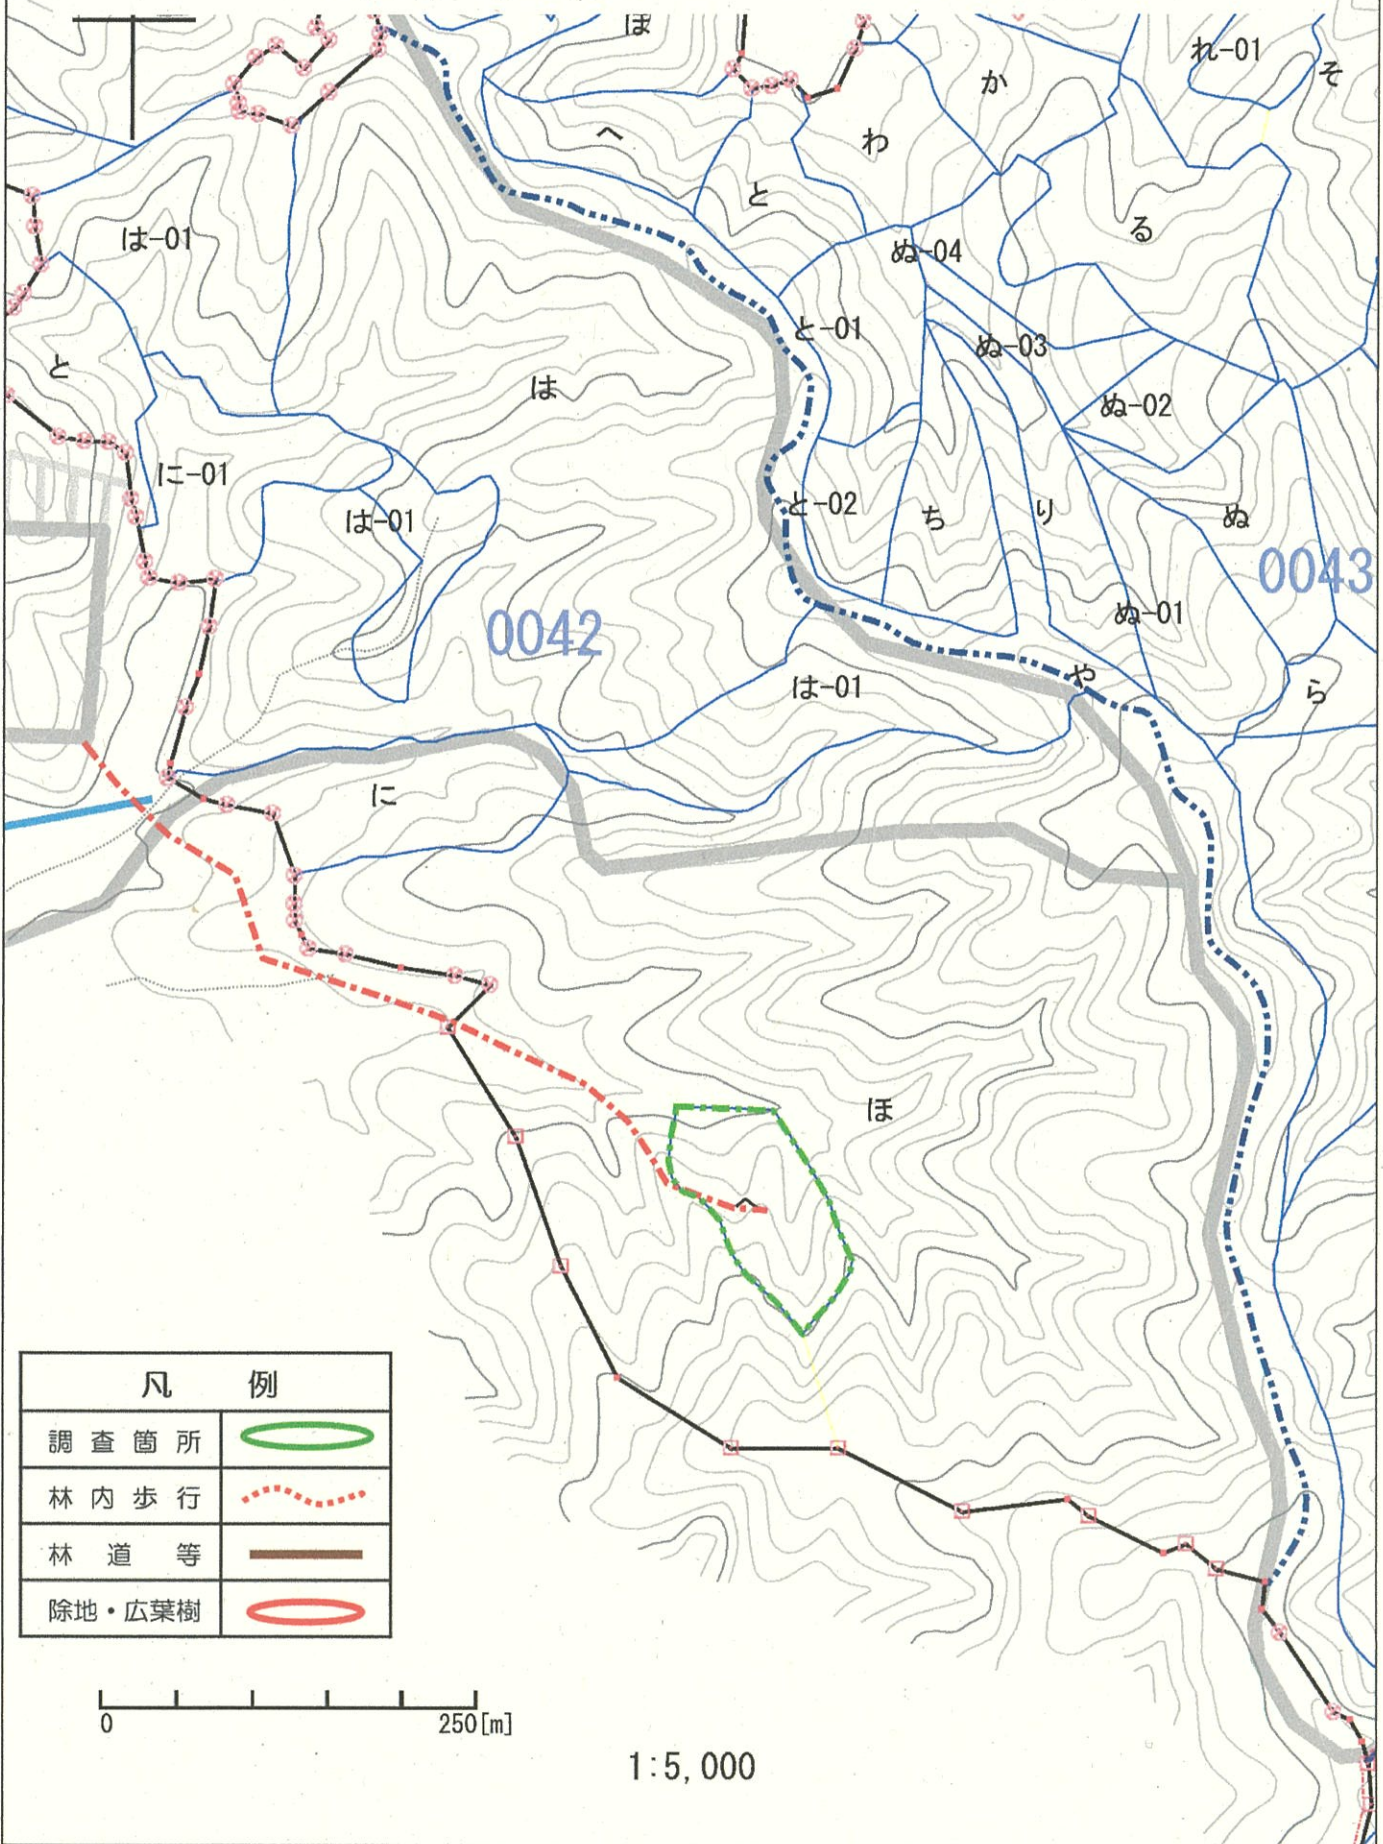 ほ
れ-01
か
そ
へ
わ
と
る
は-01
ぬ-04
と-01
ぬ-03
と
は
ぬ-02
に-01
は-01
と-02
ち
り
ぬ
0043
0042
ぬ-01
は-01
や
ら
に
ほ
へ
凡 例
調査箇所
林内歩行
林道等
除地・広葉樹
0 250[m]
1:5,000